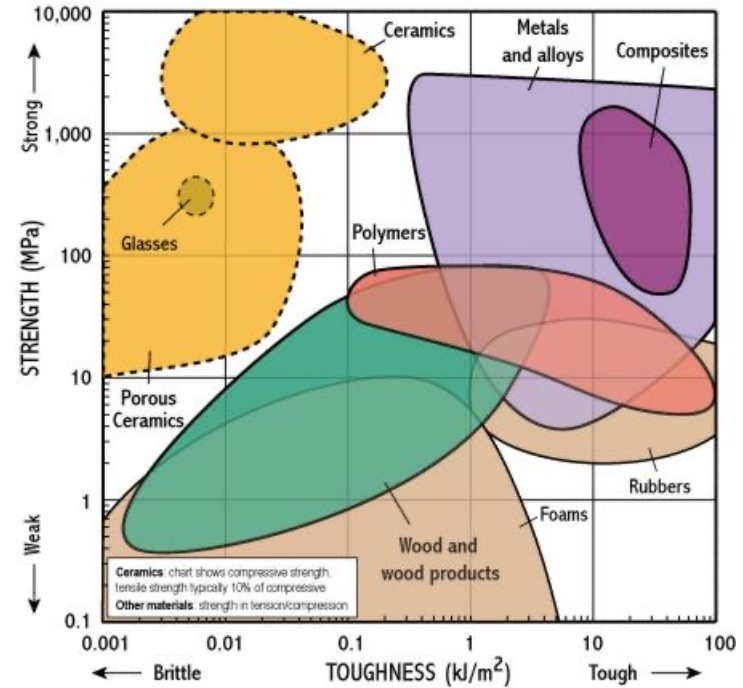 10,000
1,000
100
10
1
0.1
Strong
STRENGTH (MPa)
Weak
Ceramics
Metals
and alloys
Composites
Glasses
Polymers
Porous
Ceramics
Rubbers
Foams
Wood and
wood products
Ceramics: chart shows compressive strength,
tensile strength typically 10% of compressive
Other materials: strength in tension/compression
0.001
0.01
0.1
1
10
100
Brittle
TOUGHNESS (kJ/m²)
Tough